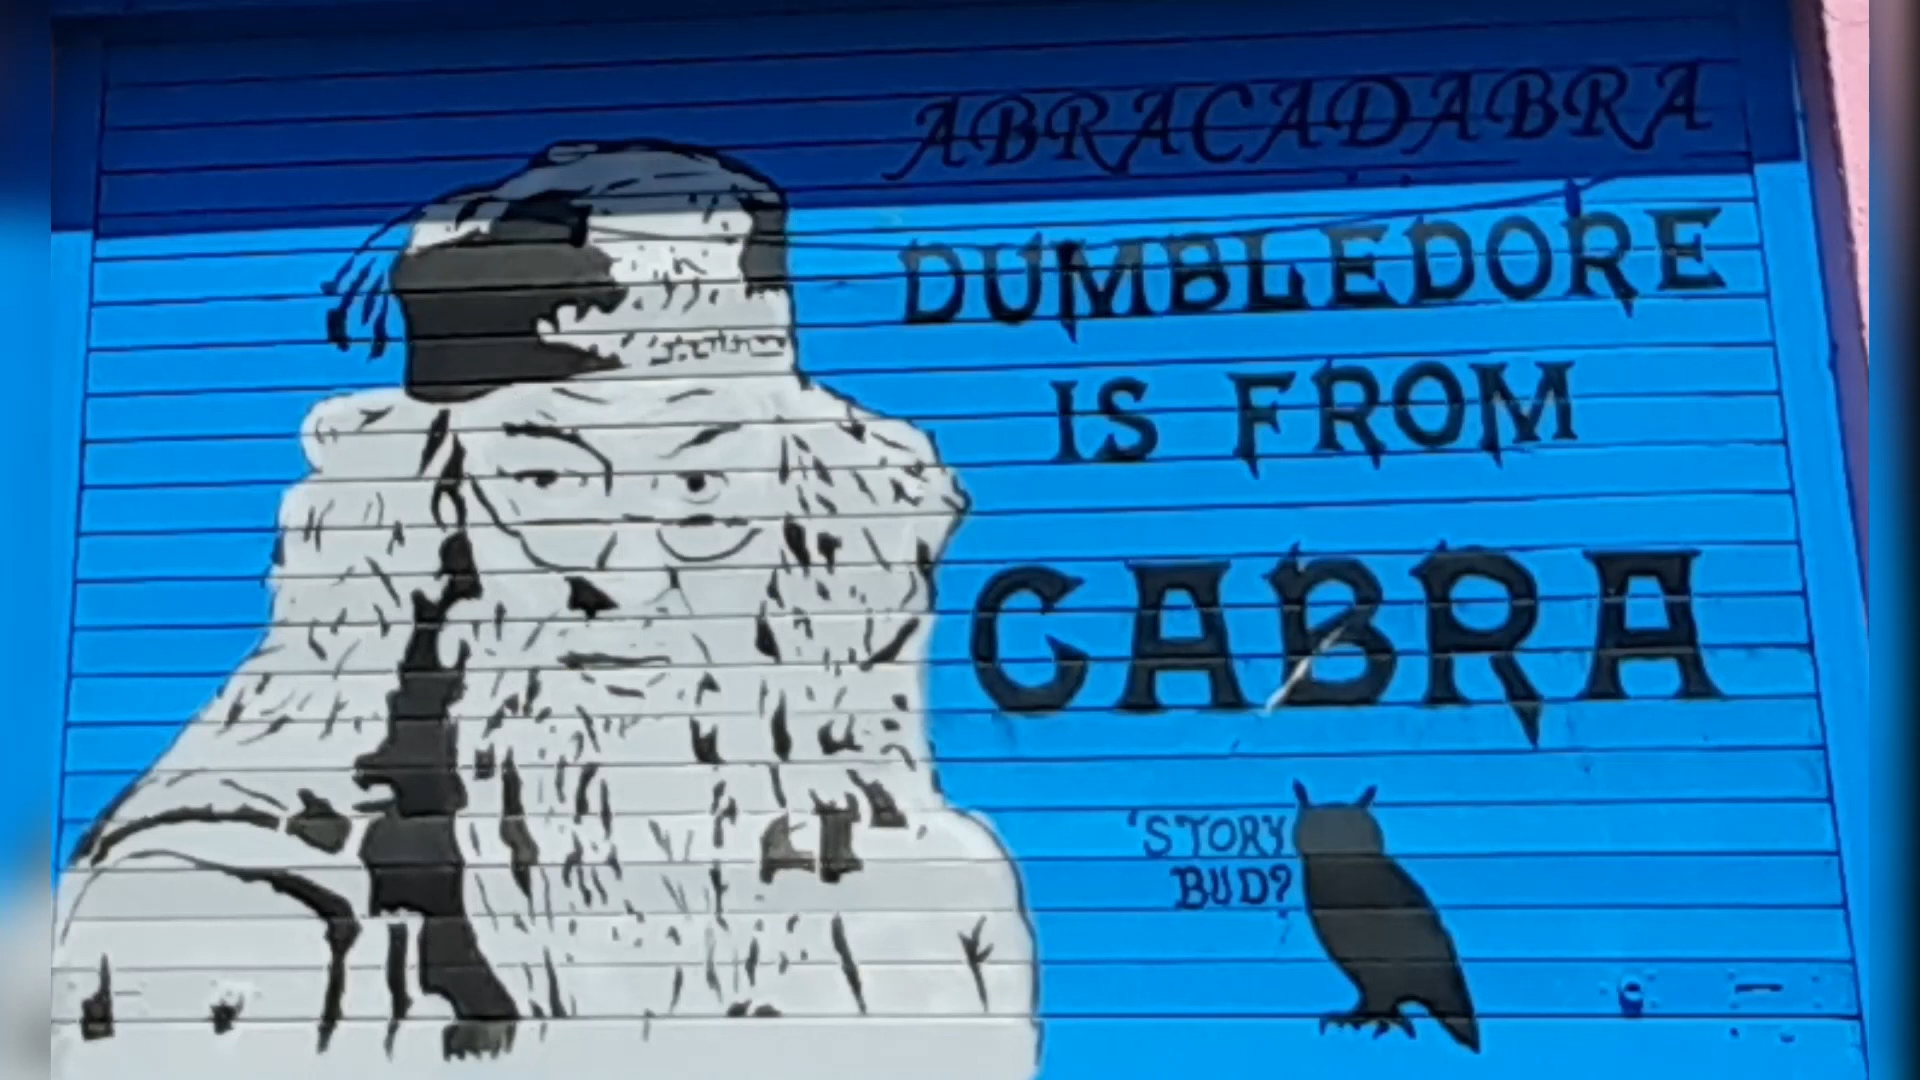 ABRACADABRA
DUMBLEDORE
IS FROM
CABRA
'STORY
BUD?